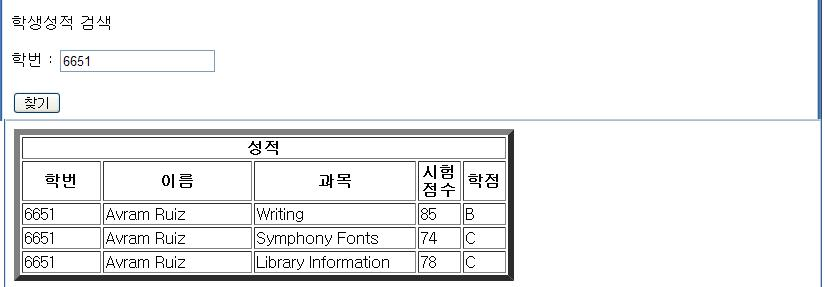 학생성적 검색
학번 : 6651
찾기
성적
학번 이름 과목 시험 점수 학점
6651 Avram Ruiz Writing 85 B
6651 Avram Ruiz Symphony Fonts 74 C
6651 Avram Ruiz Library Information 78 C